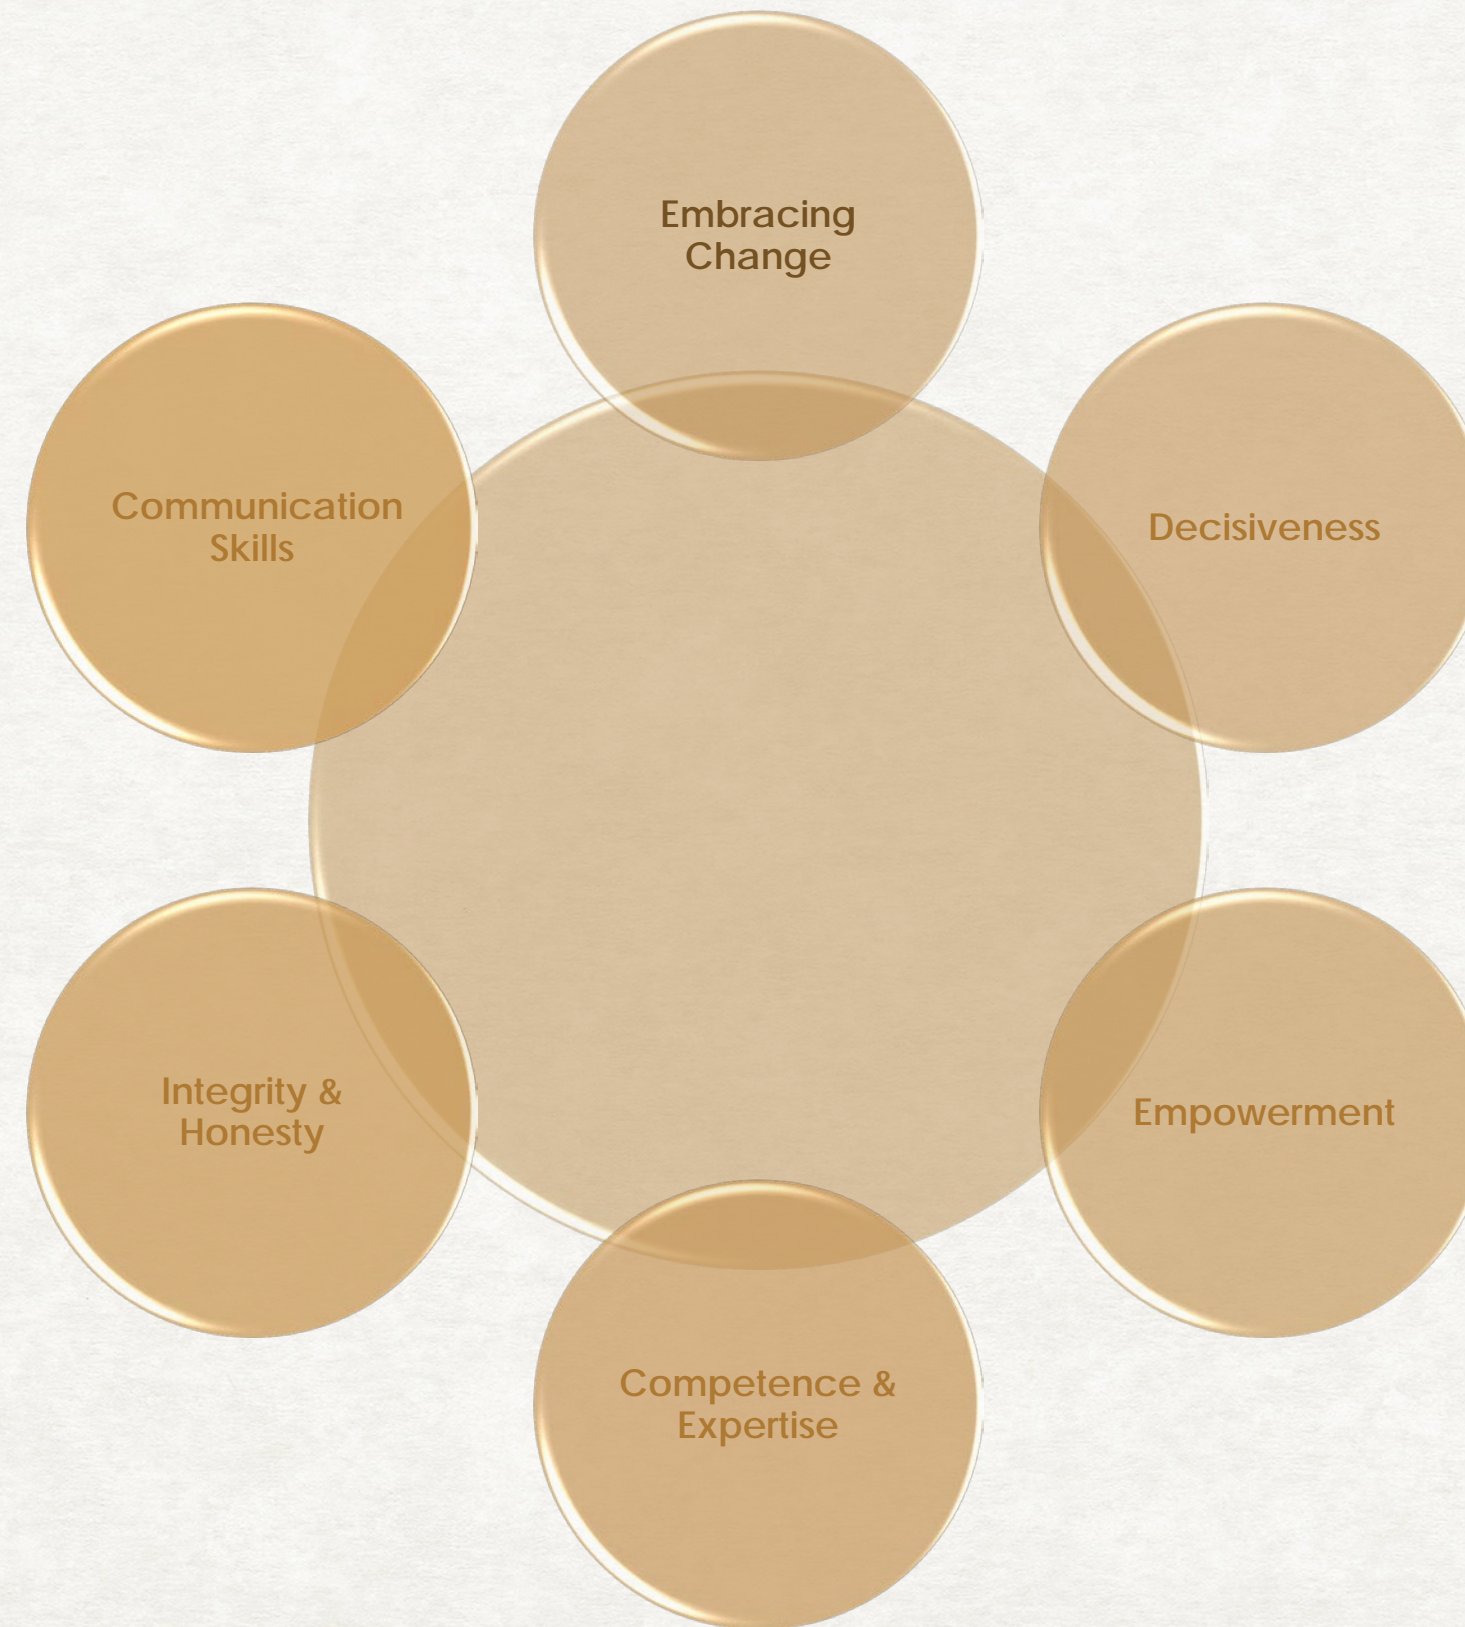 Embracing
Change
Decisiveness
Empowerment
Competence &
Expertise
Integrity &
Honesty
Communication
Skills